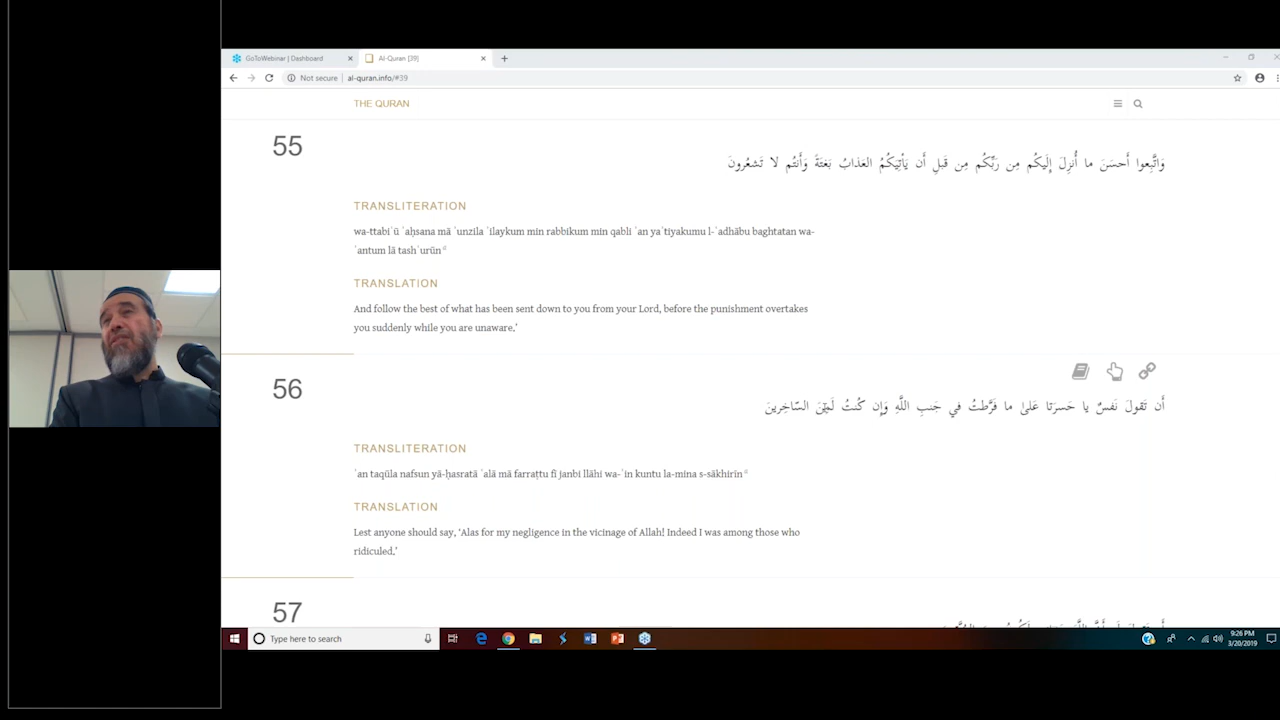 GoToWebinar | Dashboard
Al-Quran [39]
Not secure
al-quran.info/#39
THE QURAN
55
وَاتَّبِعوا أَحسَنَ ما أُنزِلَ إِلَيكُم مِن رَبِّكُم مِن قَبلِ أَن يَأتِيَكُمُ العَذابُ بَغتَةً وَأَنتُم لا تَشعُرونَ
TRANSLITERATION
wa-ttabiʿū ʾaḥsana mā ʾunzila ʾilaykum min rabbikum min qabli ʾan yaʾtiyakumu l-ʿadhābu baghtatan wa-
ʾantum lā tashʿurūn
TRANSLATION
And follow the best of what has been sent down to you from your Lord, before the punishment overtakes
you suddenly while you are unaware.’
56
أَن تَقولَ نَفسٌ يا حَسرَتا عَلىٰ ما فَرَّطتُ في جَنبِ اللَّهِ وَإِن كُنتُ لَمِنَ السّاخِرينَ
TRANSLITERATION
ʾan taqūla nafsun yā-ḥasratā ʿalā mā farraṭtu fī janbi llāhi wa-ʾin kuntu la-mina s-sākhirīn
TRANSLATION
Lest anyone should say, ‘Alas for my negligence in the vicinage of Allah! Indeed I was among those who
ridiculed.’
57
Type here to search
9:26 PM
3/20/2019